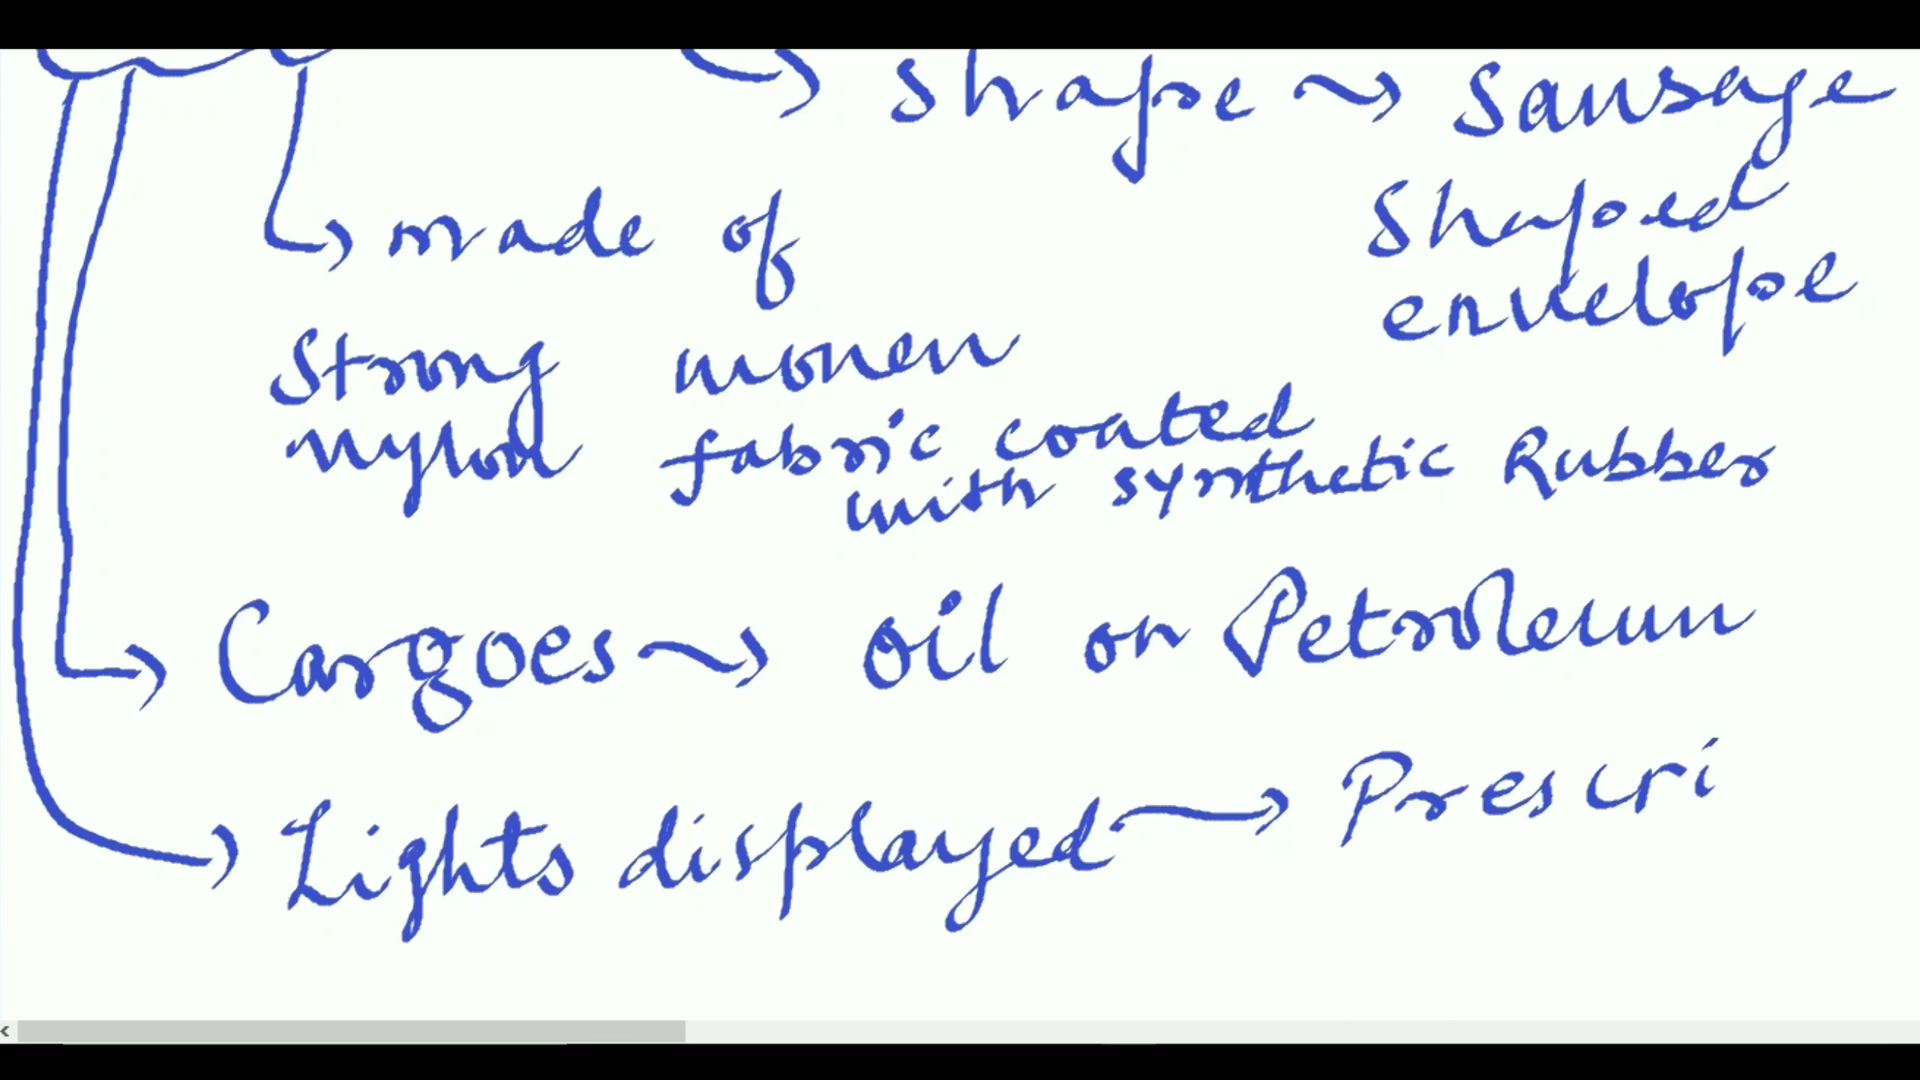 Shape → Sausage
Shaped
envelope
→ made of
Strong woven
nylon fabric coated
with synthetic Rubber
→ Cargoes → Oil or Petroleum
→ Lights displayed → Prescri